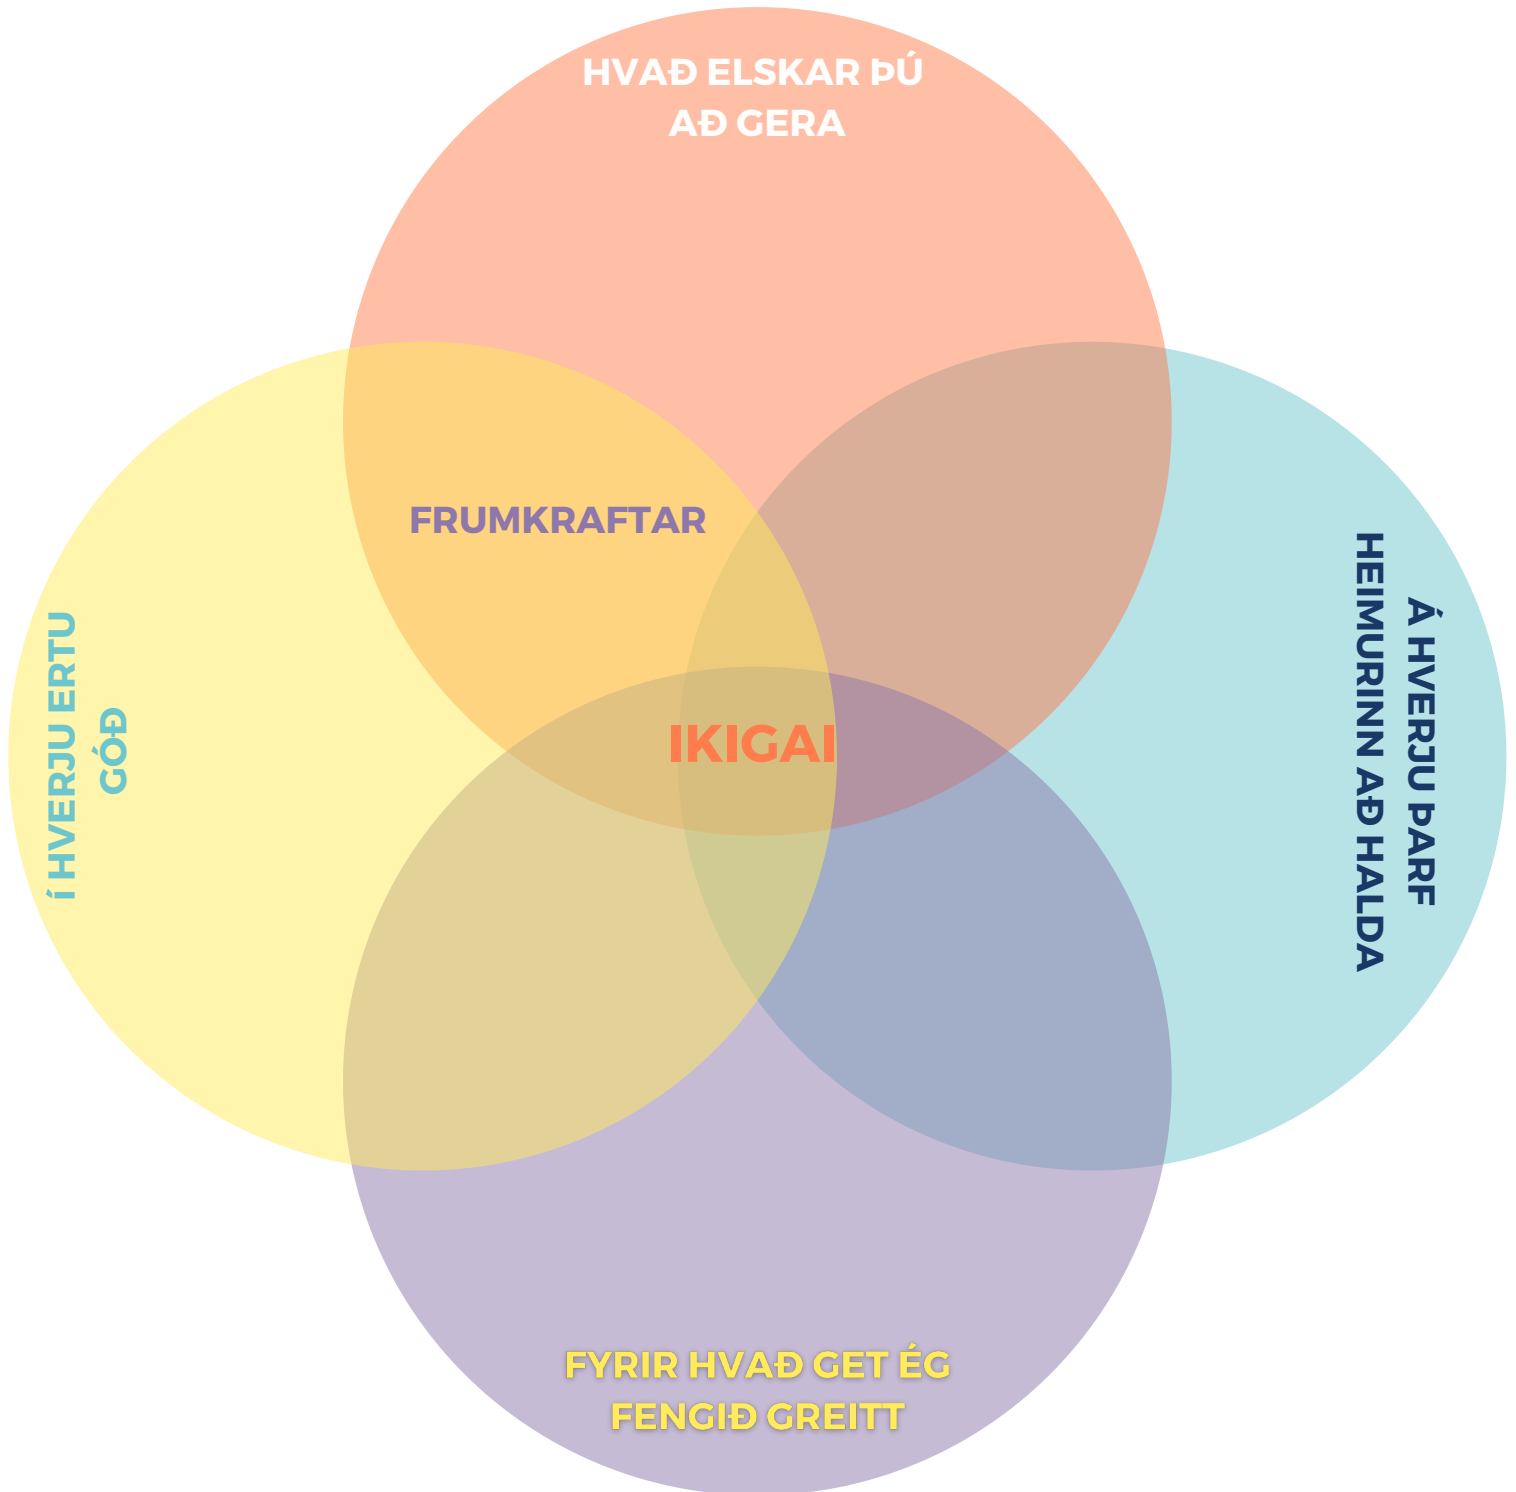 HVAÐ ELSKAR ÞÚ
AÐ GERA
FRUMKRAFTAR
Í HVERJU ERTU
GÓÐ
IKIGAI
Á HVERJU ÞARF
HEIMURINN AÐ HALDA
FYRIR HVAÐ GET ÉG
FENGIÐ GREITT